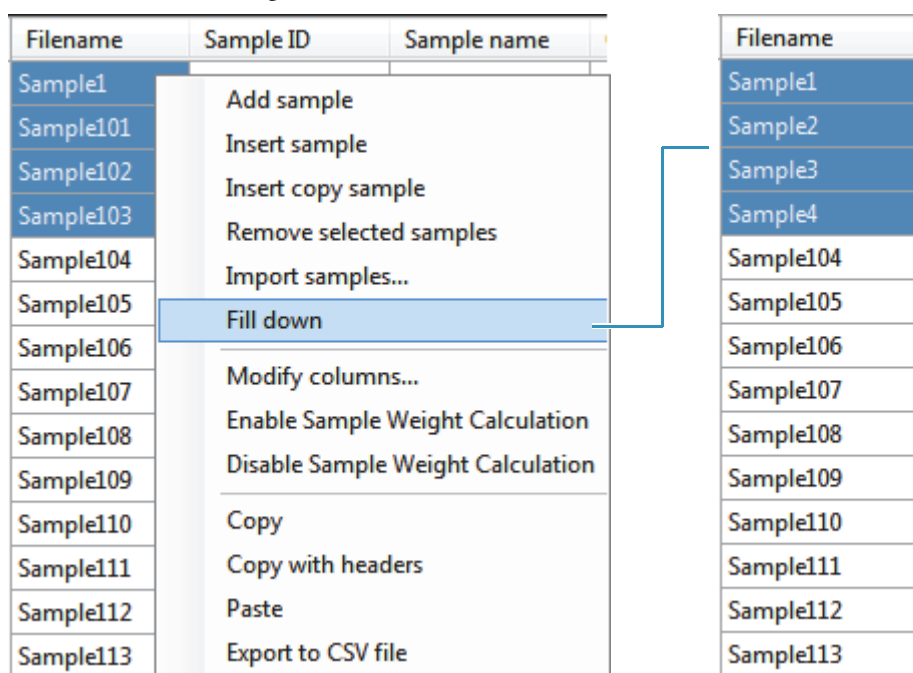 Filename Sample ID Sample name
Sample1
Sample101
Sample102
Sample103
Sample104
Sample105
Sample106
Sample107
Sample108
Sample109
Sample110
Sample111
Sample112
Sample113
Add sample
Insert sample
Insert copy sample
Remove selected samples
Import samples...
Fill down
Modify columns...
Enable Sample Weight Calculation
Disable Sample Weight Calculation
Copy
Copy with headers
Paste
Export to CSV file
Filename
Sample1
Sample2
Sample3
Sample4
Sample104
Sample105
Sample106
Sample107
Sample108
Sample109
Sample110
Sample111
Sample112
Sample113